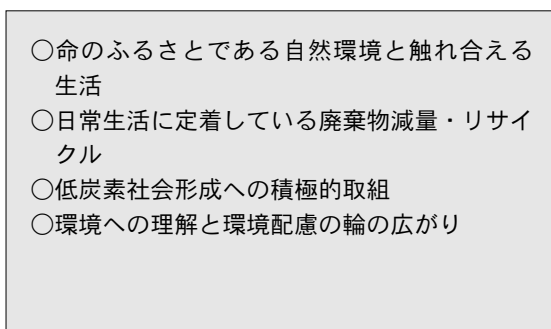 ○命のふるさとである自然環境と触れ合える
生活
○日常生活に定着している廃棄物減量・リサイ
クル
○低炭素社会形成への積極的取組
○環境への理解と環境配慮の輪の広がり